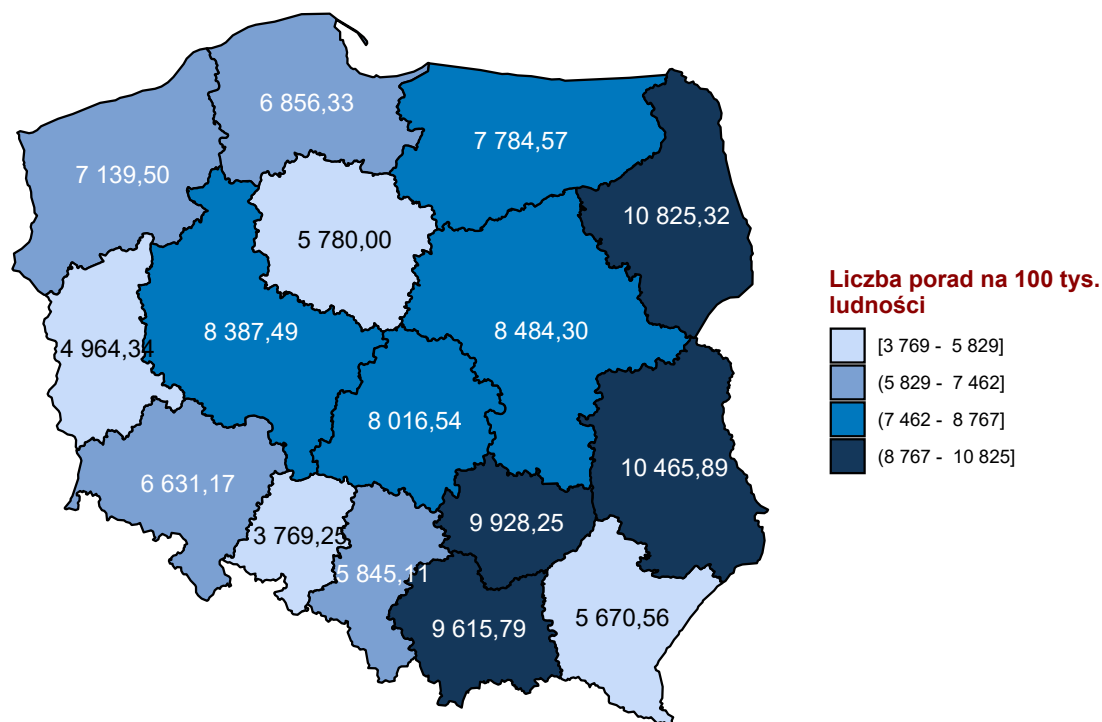 6 856,33
7 784,57
7 139,50
10 825,32
5 780,00
8 387,49
8 484,30
4 964,34
8 016,54
10 465,89
6 631,17
9 928,25
3 769,25
5 845,11
9 615,79
5 670,56
Liczba porad na 100 tys.
ludności
[3 769 - 5 829]
(5 829 - 7 462]
(7 462 - 8 767]
(8 767 - 10 825]